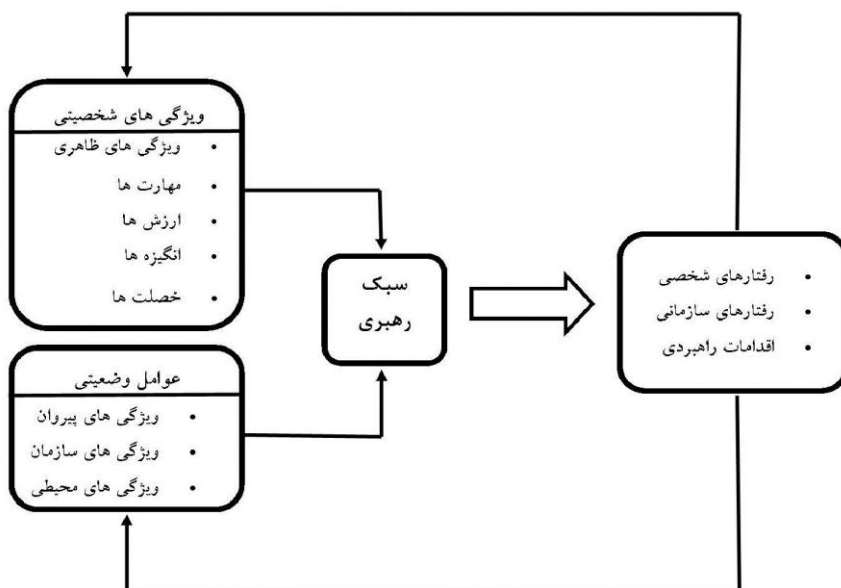 ویژگی های شخصیتی
• ویژگی های ظاهری
• مهارت ها
• ارزش ها
• انگیزه ها
• خصلت ها
عوامل وضعیتی
• ویژگی های پیروان
• ویژگی های سازمان
• ویژگی های محیطی
سبک
رهبری
• رفتارهای شخصی
• رفتارهای سازمانی
• اقدامات راهبردی